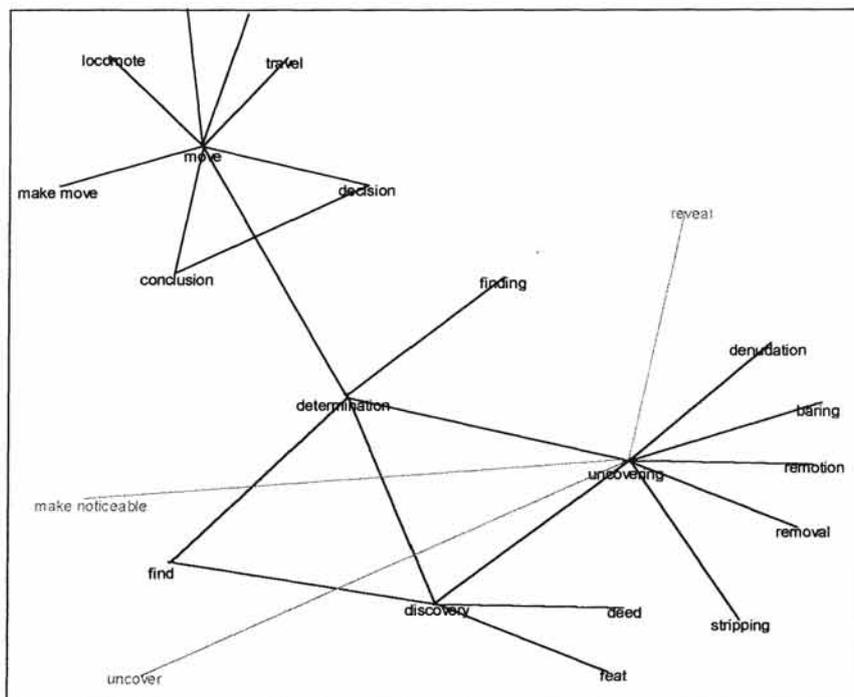 locomote
travel
move
make move
decision
reveal
conclusion
finding
denudation
determination
baring
uncovering
remotion
make noticeable
removal
find
discovery
deed
stripping
feat
uncover